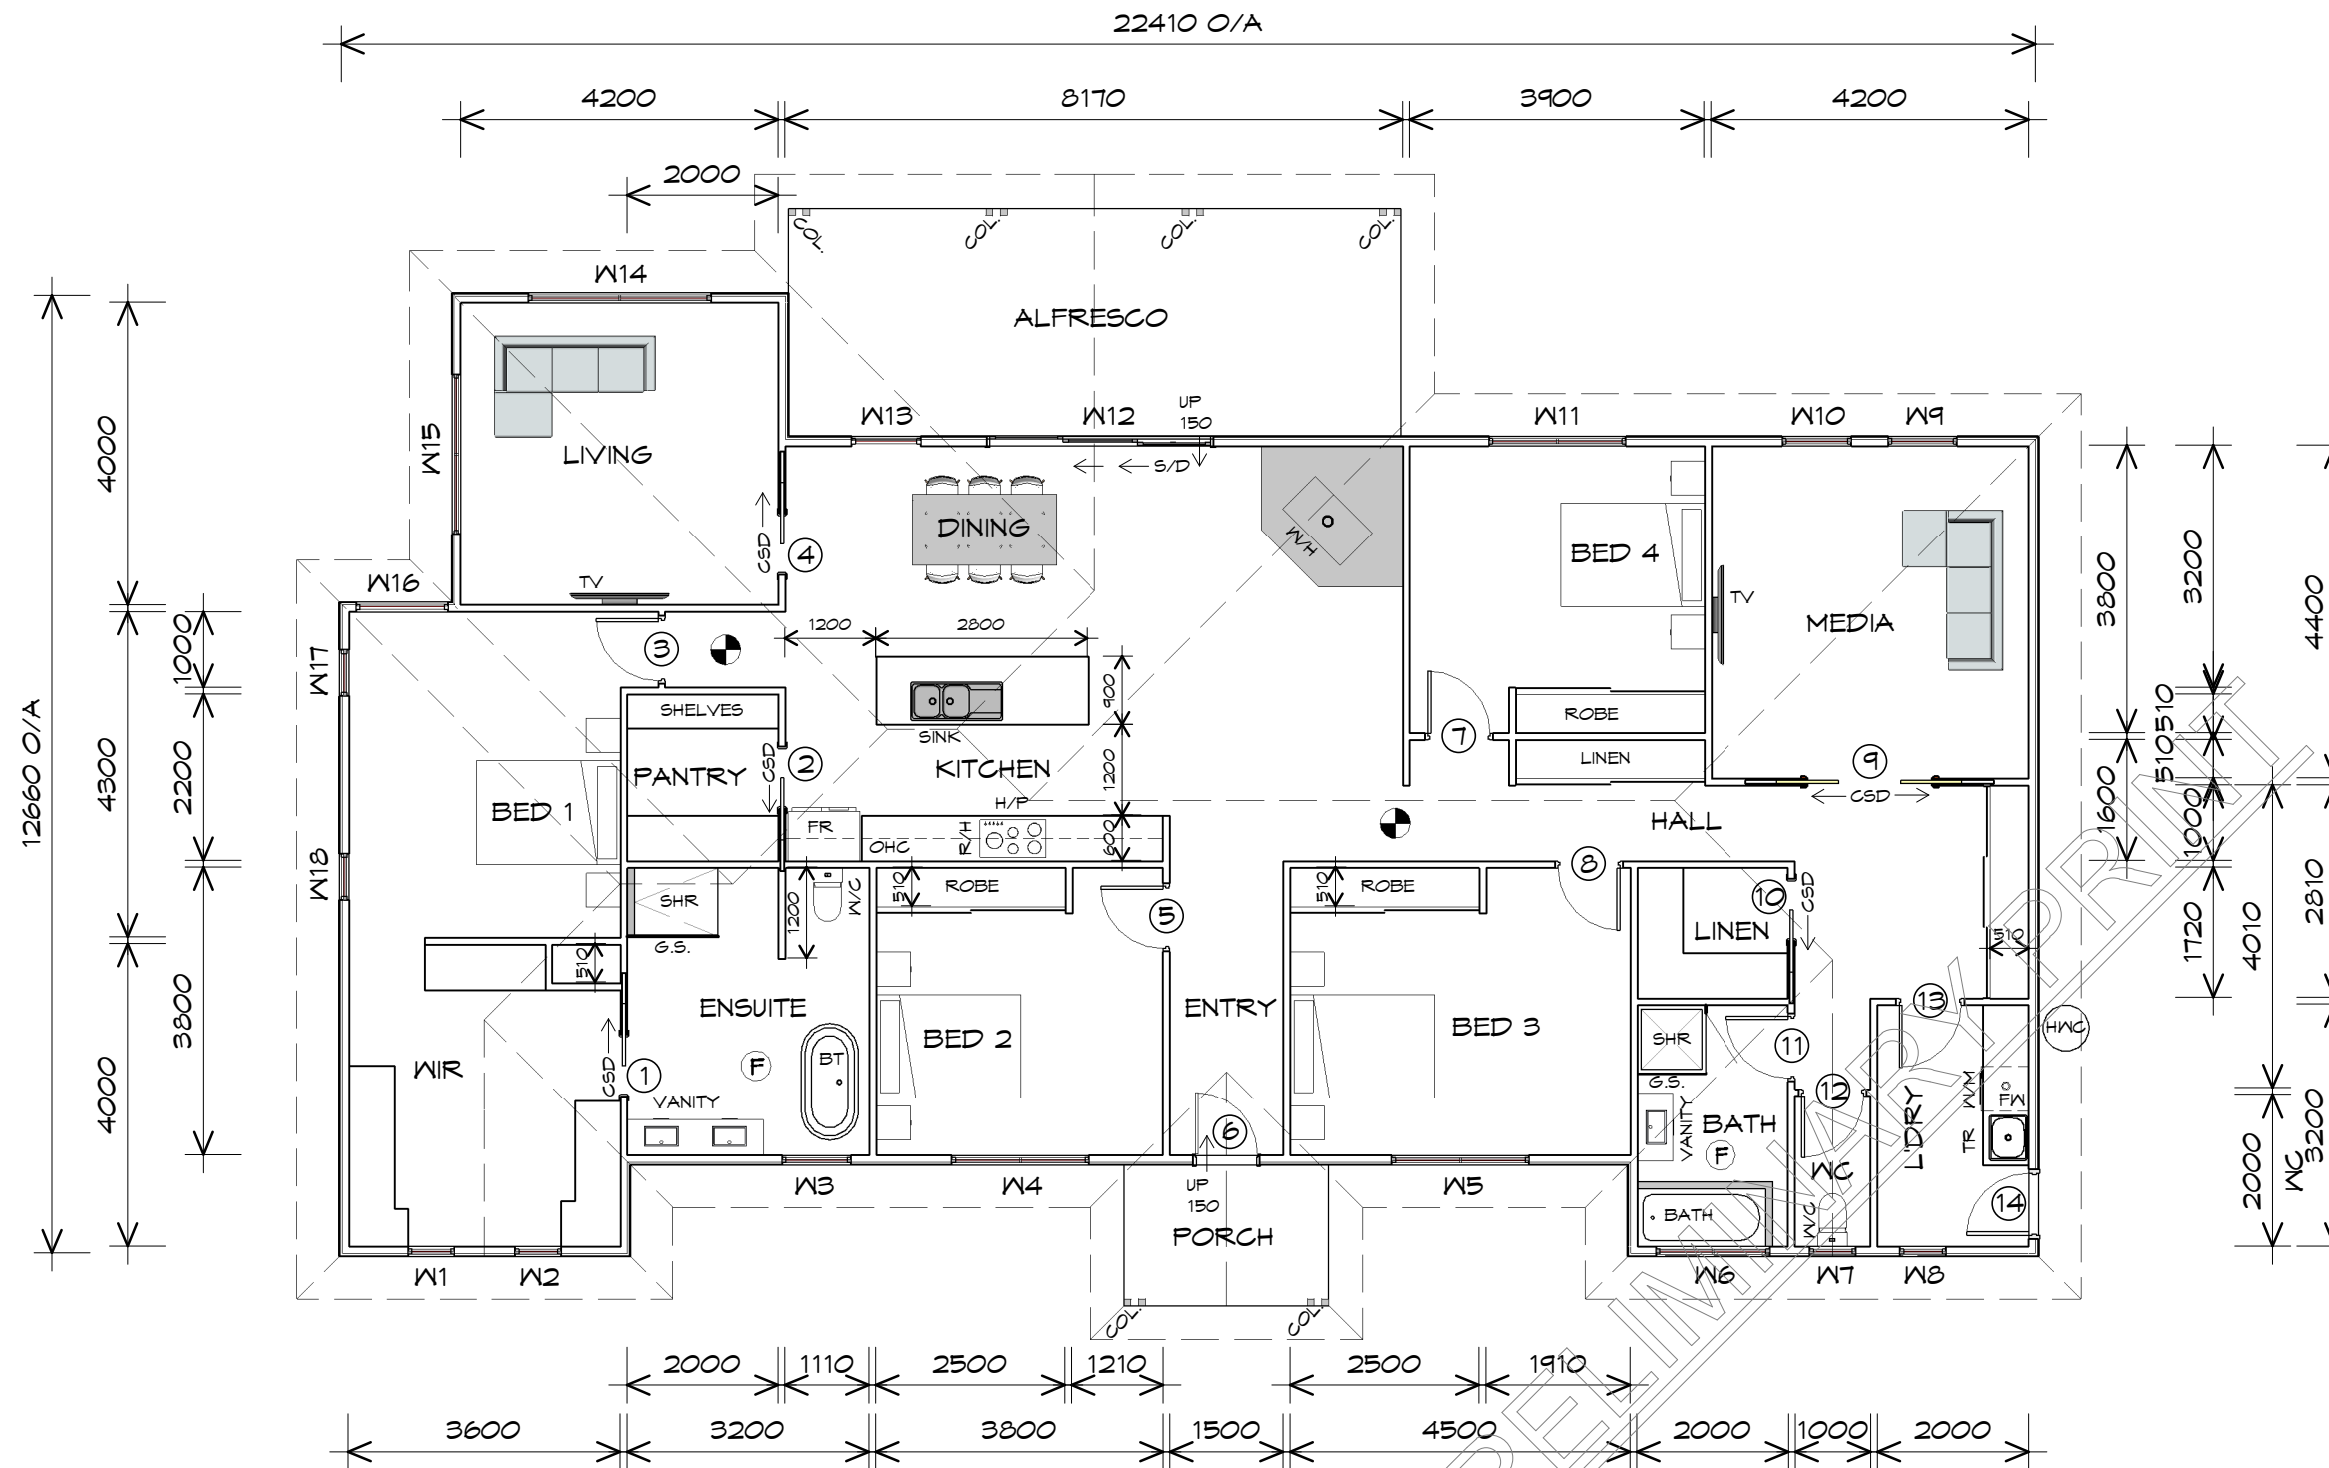 22410 O/A
4200
8170
3900
4200
2000
COL.
COL.
COL.
COL.
W14
ALFRESCO
W13
W12
UP
150
W11
W10
W9
W15
LIVING
S/D
CSD
4
DINING
W/H
BED 4
TV
MEDIA
W16
TV
3
1200
2800
W17
SHELVES
SINK
900
7
ROBE
LINEN
9
CSD
PANTRY
CSD
2
KITCHEN
1200
BED 1
H/P
FR
OHC
R/H
600
HALL
W18
SHR
G.S.
1200
W/C
510
ROBE
5
510
ROBE
8
10
CSD
LINEN
510
510
ENSUITE
BED 2
ENTRY
BED 3
13
HWC
WIR
CSD
1
F
BT
VANITY
6
SHR
G.S.
11
12
VANITY
BATH
F
L'DRY
W/M
FW
TR
WC
W/C
14
BATH
W3
W4
UP
150
PORCH
W5
W1
W2
COL.
COL.
W6
W7
W8
12660 O/A
4000
4300
4000
1000
2200
3800
3800
1600
3200
510
510
1000
1720
4010
2000
WC
4400
2810
3200
2000
1110
2500
1210
2500
1910
3600
3200
3800
1500
4500
2000
1000
2000
RELIMINARY PRINT